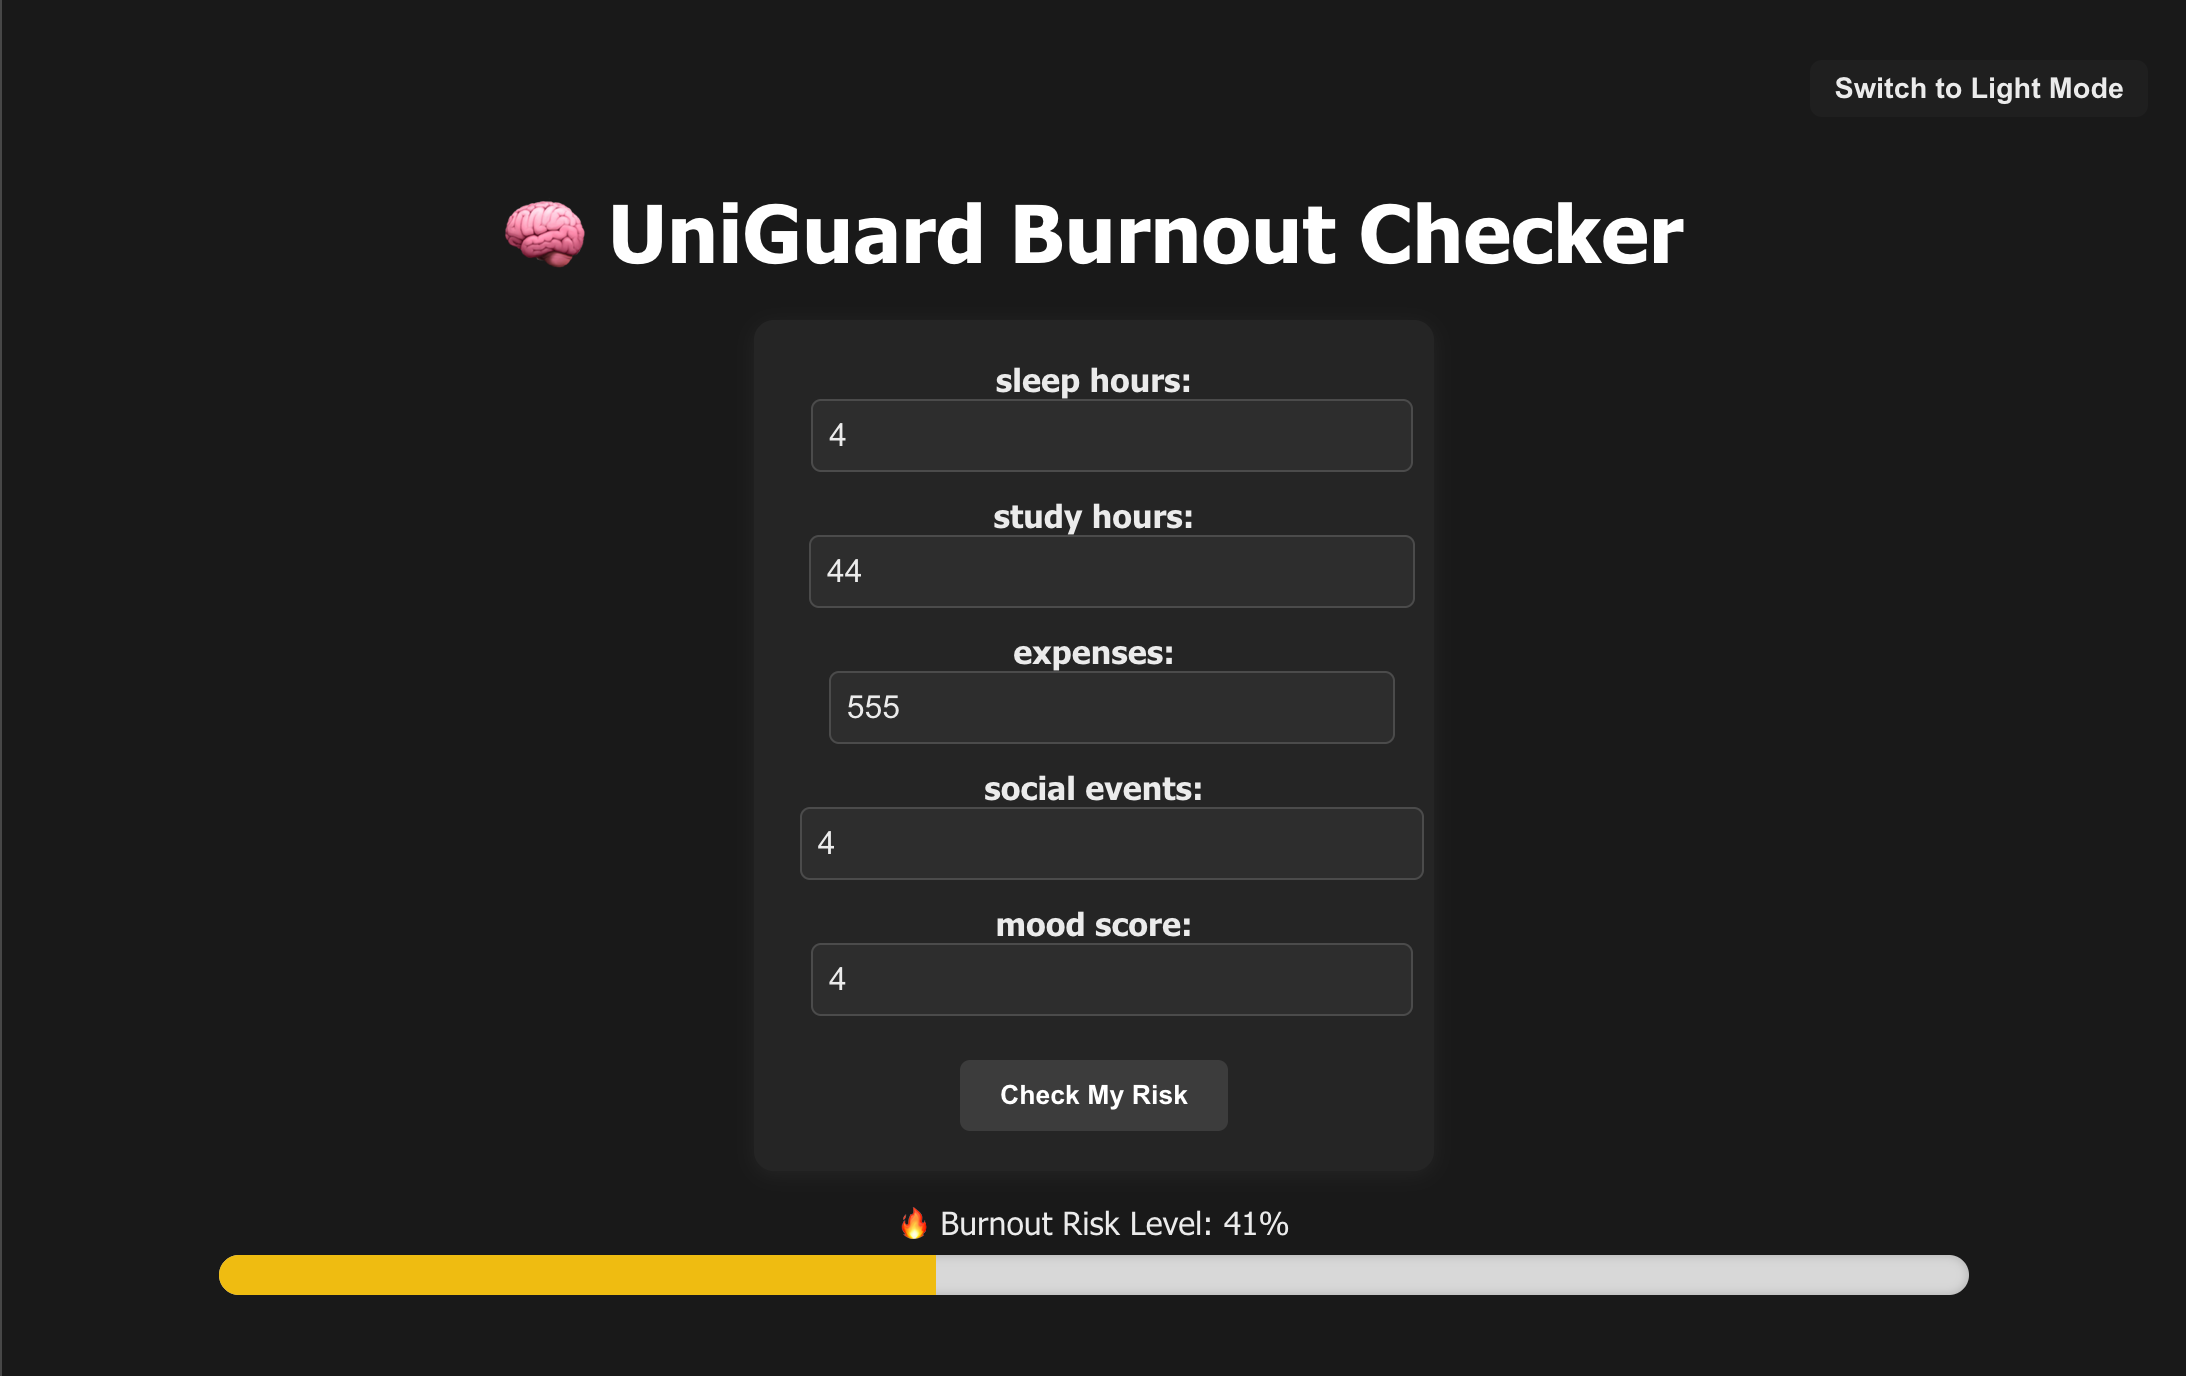 Switch to Light Mode
🧠 UniGuard Burnout Checker
sleep hours:
4
study hours:
44
expenses:
555
social events:
4
mood score:
4
Check My Risk
🔥 Burnout Risk Level: 41%